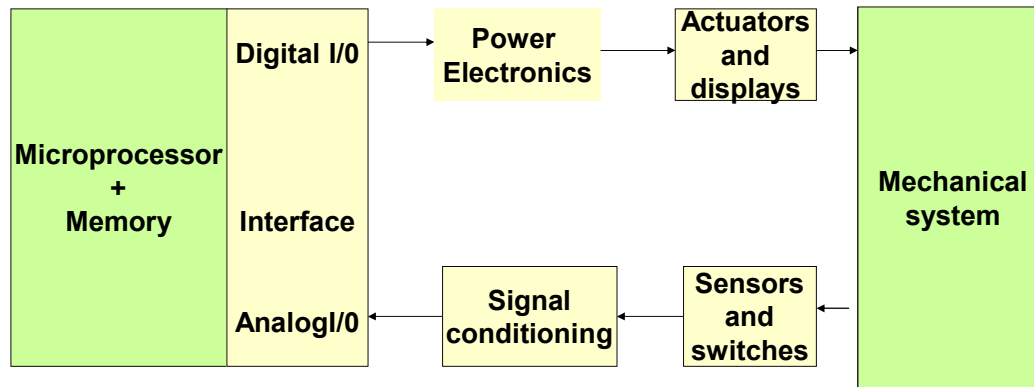 Microprocessor
+
Memory
Digital I/0
Interface
AnalogI/0
Power
Electronics
Actuators
and
displays
Mechanical
system
Signal
conditioning
Sensors
and
switches